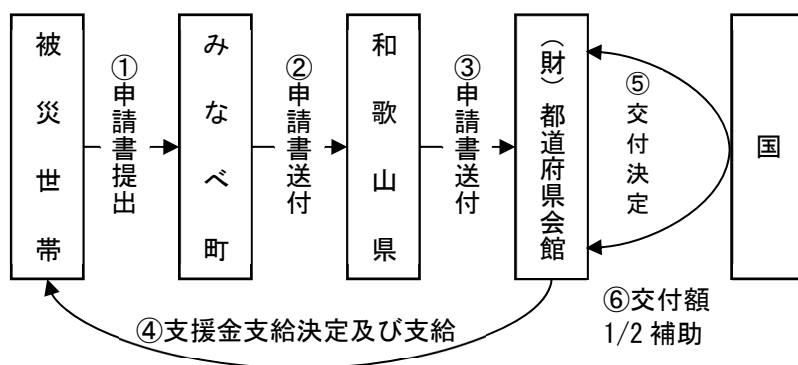 被災世帯
①申請書提出
みなべ町
②申請書送付
和歌山県
③申請書送付
（財）都道府県会館
⑤交付決定
国
④支援金支給決定及び支給
⑥交付額
1/2 補助